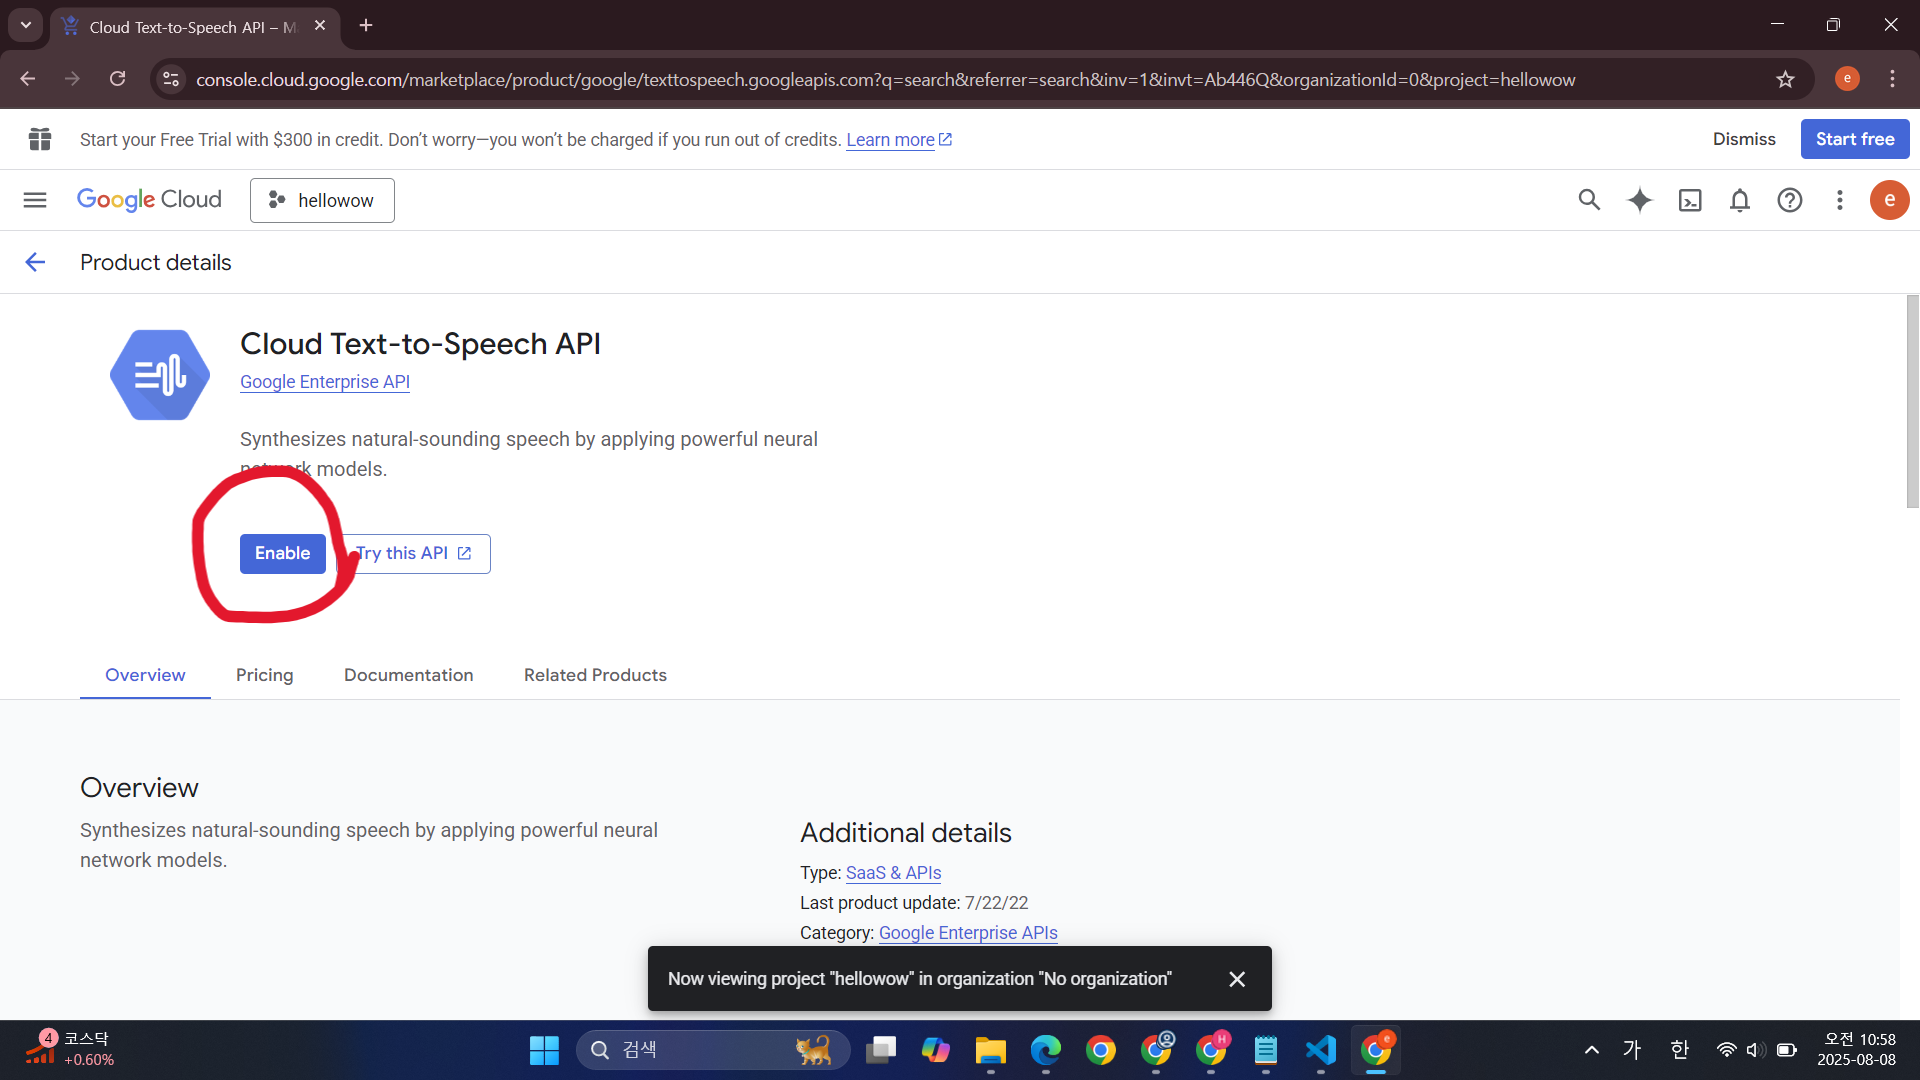 Cloud Text-to-Speech API – M
console.cloud.google.com/marketplace/product/google/texttospeech.googleapis.com?q=search&referrer=search&inv=1&invt=Ab446Q&organizationId=0&project=hellowow
e
Start your Free Trial with $300 in credit. Don’t worry—you won’t be charged if you run out of credits. Learn more
Dismiss
Start free
Google Cloud
hellowow
e
Product details
Cloud Text-to-Speech API
Google Enterprise API
Synthesizes natural-sounding speech by applying powerful neural
network models.
Enable
Try this API
Overview
Pricing
Documentation
Related Products
Overview
Synthesizes natural-sounding speech by applying powerful neural
network models.
Additional details
Type: SaaS & APIs
Last product update: 7/22/22
Category: Google Enterprise APIs
Now viewing project "hellowow" in organization "No organization"
4
코스닥
+0.60%
검색
H
e
가
한
오전 10:58
2025-08-08